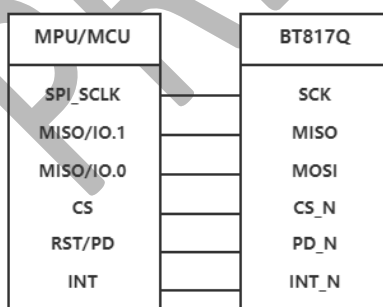 MPU/MCU BT817Q
SPI_SCLK SCK
MISO/IO.1 MISO
MISO/IO.0 MOSI
CS CS_N
RST/PD PD_N
INT INT_N